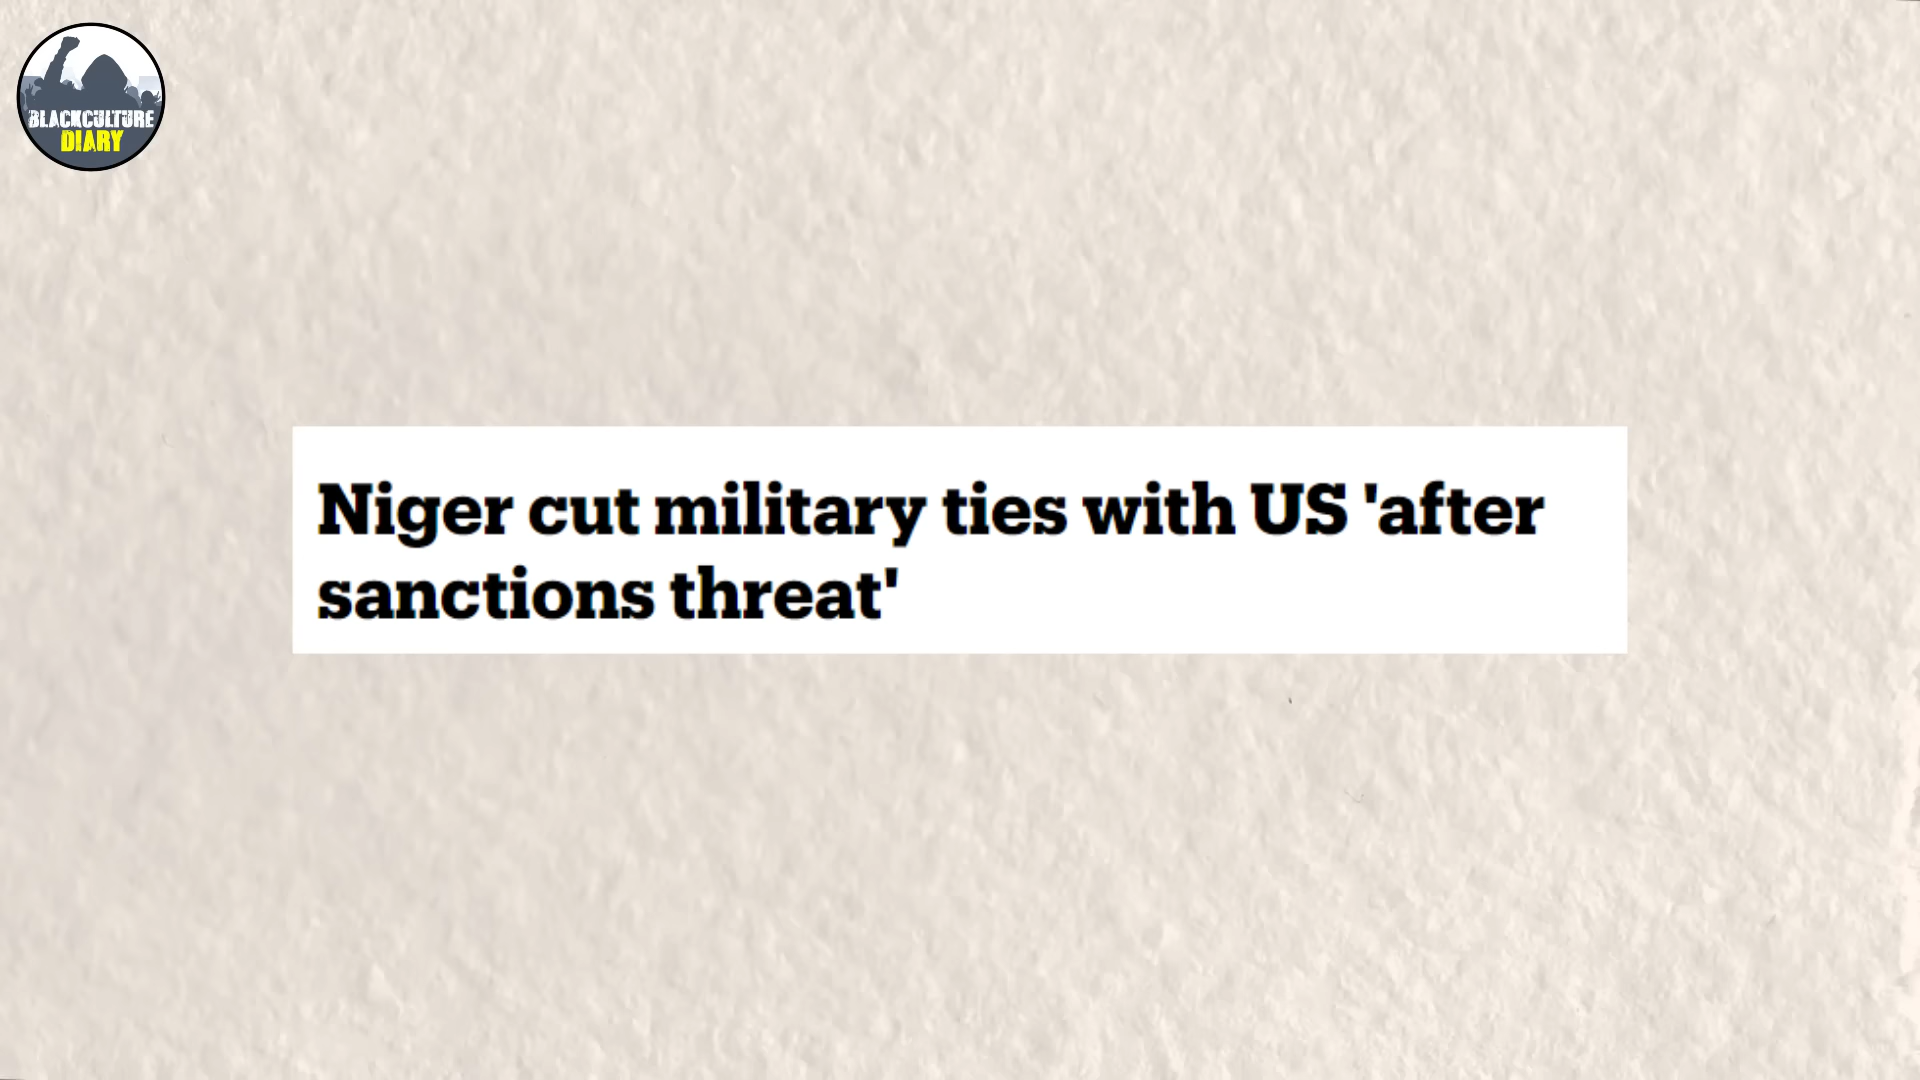 BLACKCULTURE
DIARY
Niger cut military ties with US 'after
sanctions threat'